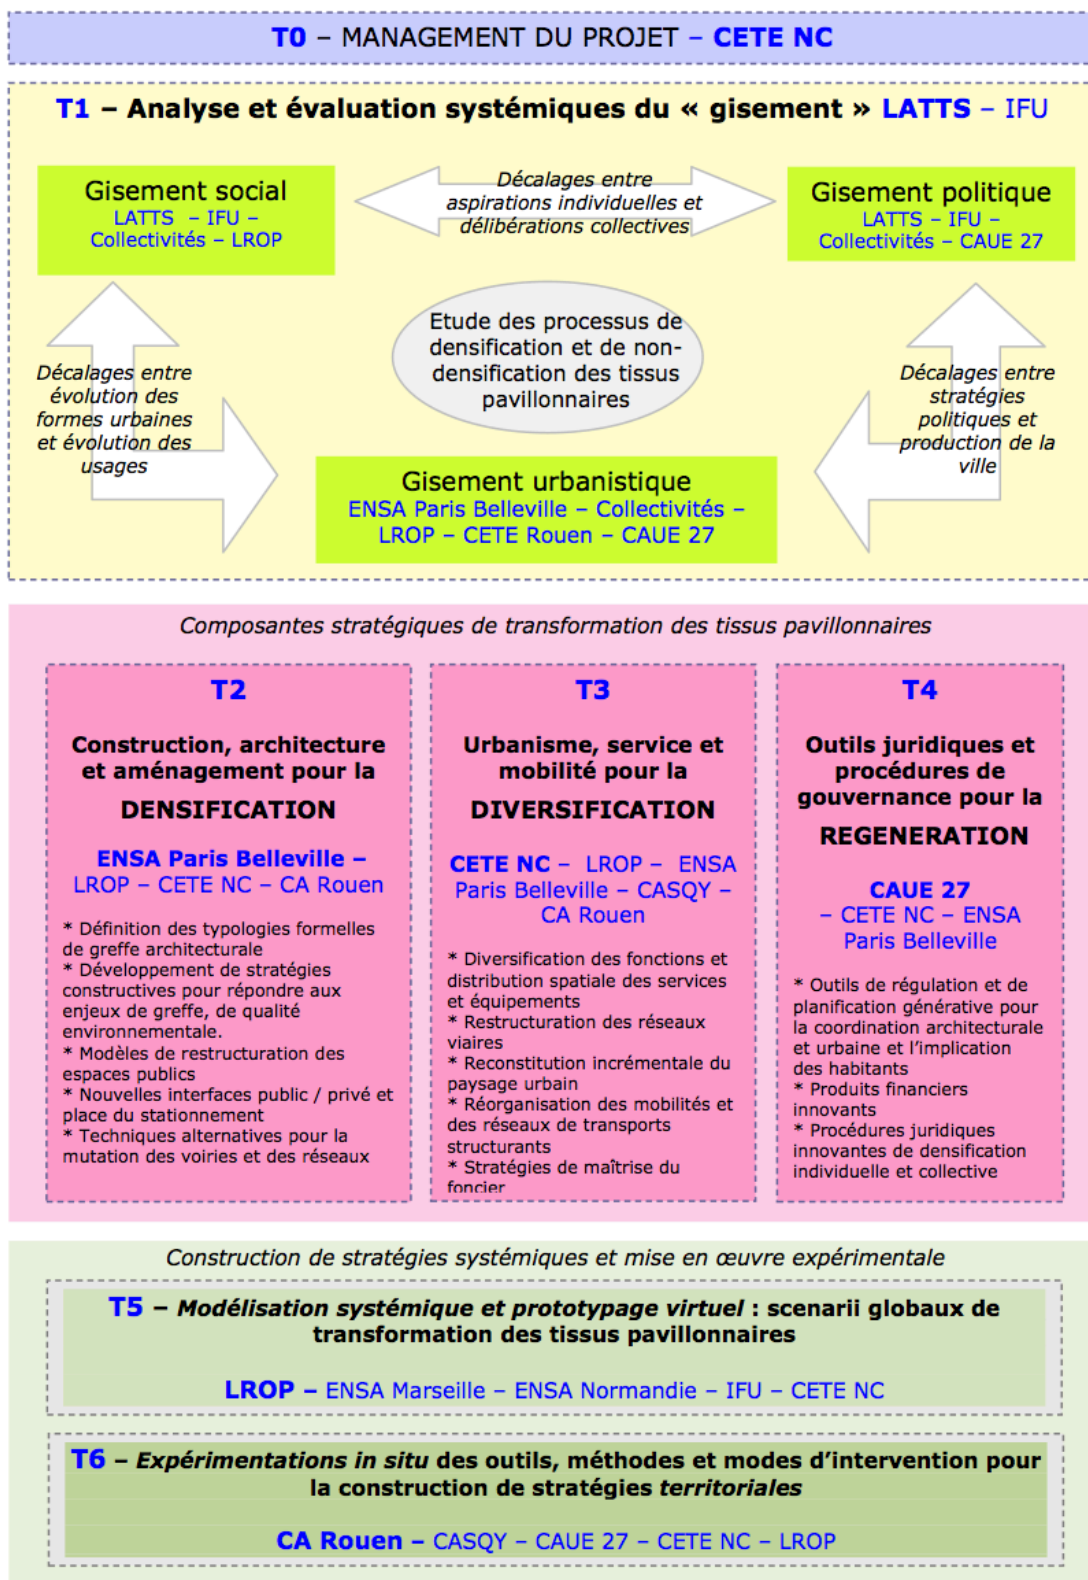 T0 – MANAGEMENT DU PROJET – CETE NC
T1 – Analyse et évaluation systémiques du « gisement » LATTS – IFU
Gisement social
LATTS – IFU –
Collectivités – LROP
Décalages entre
aspirations individuelles et
délibérations collectives
Gisement politique
LATTS – IFU –
Collectivités – CAUE 27
Etude des processus de
densification et de non-
densification des tissus
pavillonnaires
Décalages entre
évolution des
formes urbaines
et évolution des
usages
Décalages entre
stratégies
politiques et
production de la
ville
Gisement urbanistique
ENSA Paris Belleville – Collectivités –
LROP – CETE Rouen – CAUE 27
Composantes stratégiques de transformation des tissus pavillonnaires
T2
Construction, architecture
et aménagement pour la
DENSIFICATION
ENSA Paris Belleville –
LROP – CETE NC – CA Rouen
* Définition des typologies formelles
de greffe architecturale
* Développement de stratégies
constructives pour répondre aux
enjeux de greffe, de qualité
environnementale.
* Modèles de restructuration des
espaces publics
* Nouvelles interfaces public / privé et
place du stationnement
* Techniques alternatives pour la
mutation des voiries et des réseaux
T3
Urbanisme, service et
mobilité pour la
DIVERSIFICATION
CETE NC – LROP – ENSA
Paris Belleville – CASQY –
CA Rouen
* Diversification des fonctions et
distribution spatiale des services
et équipements
* Restructuration des réseaux
viaires
* Reconstitution incrémentale du
paysage urbain
* Réorganisation des mobilités et
des réseaux de transports
structurants
* Stratégies de maîtrise du
foncier
T4
Outils juridiques et
procédures de
gouvernance pour la
REGENERATION
CAUE 27
– CETE NC – ENSA
Paris Belleville
* Outils de régulation et de
planification générative pour
la coordination architecturale
et urbaine et l’implication
des habitants
* Produits financiers
innovants
* Procédures juridiques
innovantes de densification
individuelle et collective
Construction de stratégies systémiques et mise en œuvre expérimentale
T5 – Modélisation systémique et prototypage virtuel : scenarii globaux de
transformation des tissus pavillonnaires
LROP – ENSA Marseille – ENSA Normandie – IFU – CETE NC
T6 – Expérimentations in situ des outils, méthodes et modes d’intervention pour
la construction de stratégies territoriales
CA Rouen – CASQY – CAUE 27 – CETE NC – LROP